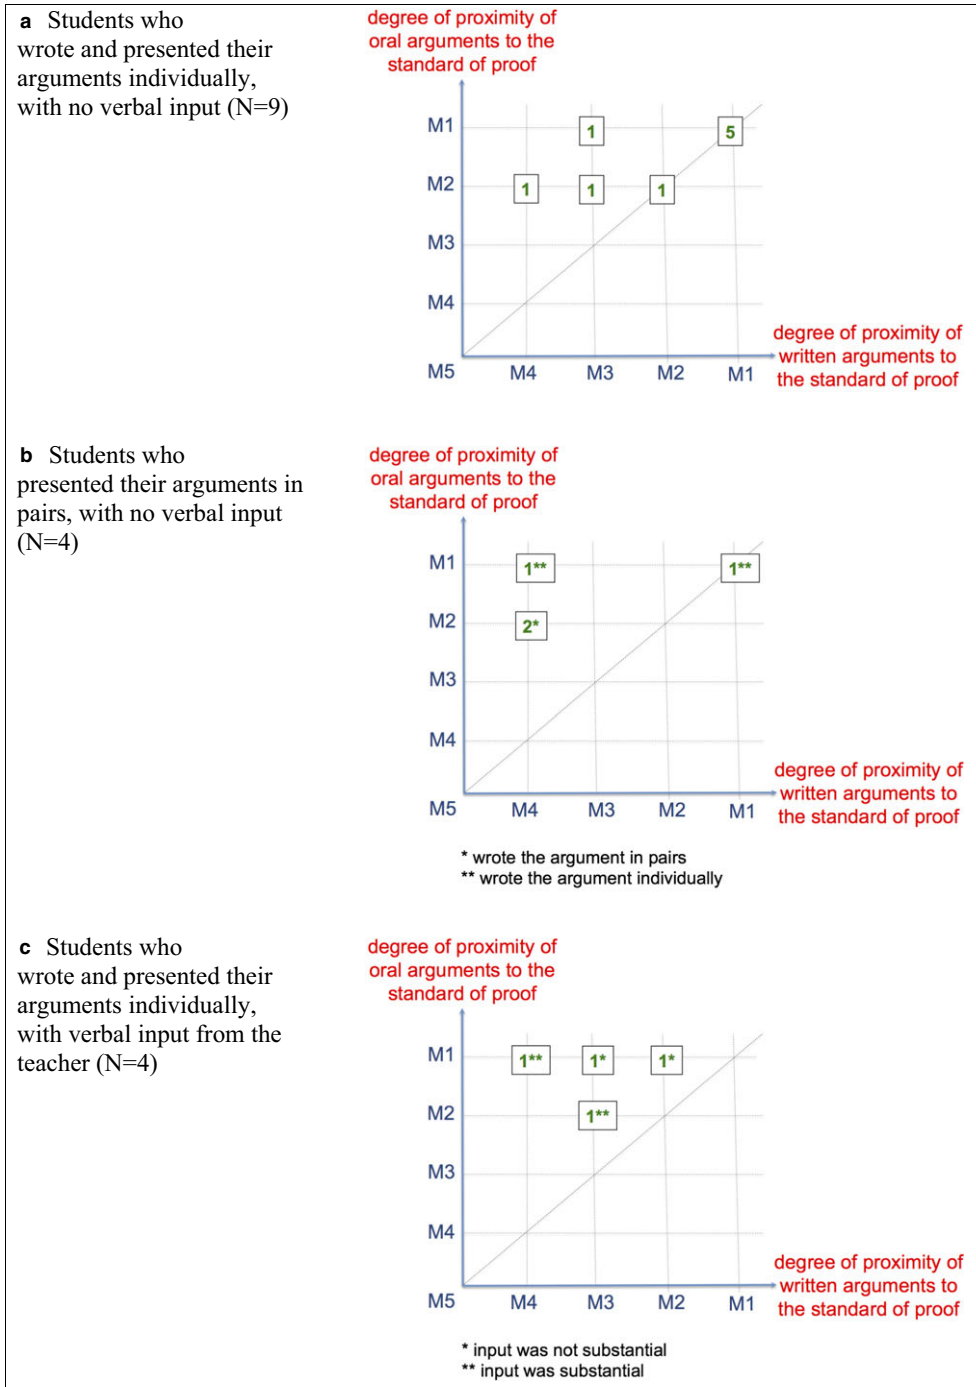 a Students who
wrote and presented their
arguments individually,
with no verbal input (N=9)
degree of proximity of
oral arguments to the
standard of proof
M1
1
5
M2
1
1
1
M3
M4
M5
M4
M3
M2
M1
degree of proximity of
written arguments to
the standard of proof
b Students who
presented their arguments in
pairs, with no verbal input
(N=4)
degree of proximity of
oral arguments to the
standard of proof
M1
1**
1**
M2
2*
M3
M4
M5
M4
M3
M2
M1
degree of proximity of
written arguments to
the standard of proof
* wrote the argument in pairs
** wrote the argument individually
c Students who
wrote and presented their
arguments individually,
with verbal input from the
teacher (N=4)
degree of proximity of
oral arguments to the
standard of proof
M1
1**
1*
1*
M2
1**
M3
M4
M5
M4
M3
M2
M1
degree of proximity of
written arguments to
the standard of proof
* input was not substantial
** input was substantial